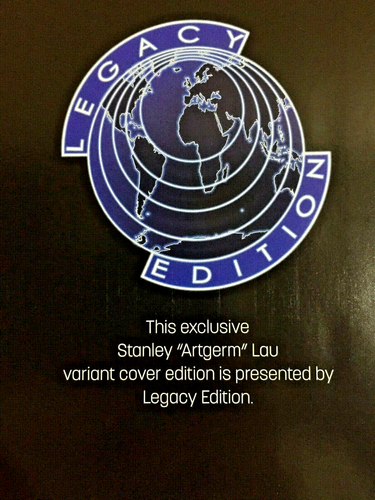 LEGACY
EDITION
This exclusive
Stanley “Artgerm” Lau
variant cover edition is presented by
Legacy Edition.